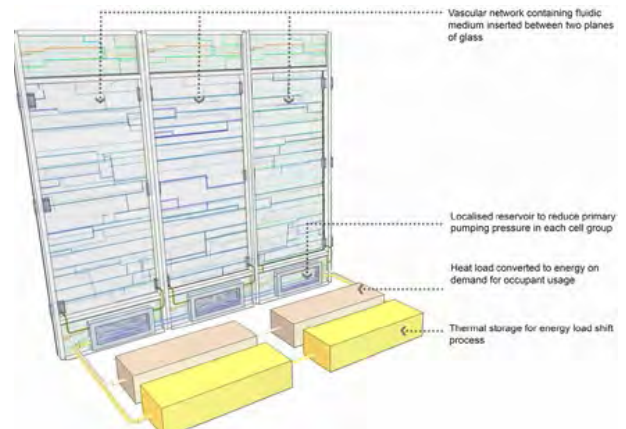 Vascular network containing fluidic
medium inserted between two planes
of glass
Localised reservoir to reduce primary
pumping pressure in each cell group
Heat load converted to energy on
demand for occupant usage
Thermal storage for energy load shift
process